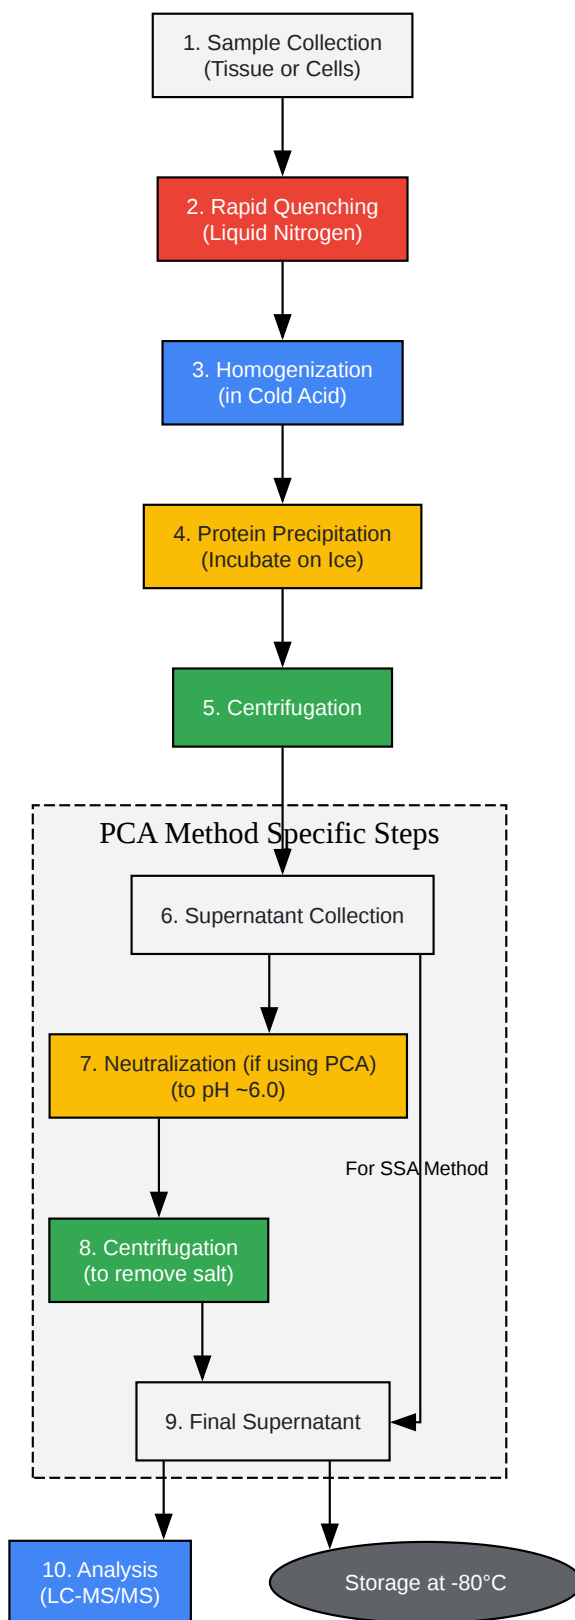 1. Sample Collection
(Tissue or Cells)
2. Rapid Quenching
(Liquid Nitrogen)
3. Homogenization
(in Cold Acid)
4. Protein Precipitation
(Incubate on Ice)
5. Centrifugation
PCA Method Specific Steps
6. Supernatant Collection
7. Neutralization (if using PCA)
(to pH ~6.0)
For SSA Method
8. Centrifugation
(to remove salt)
9. Final Supernatant
10. Analysis
(LC-MS/MS)
Storage at -80°C